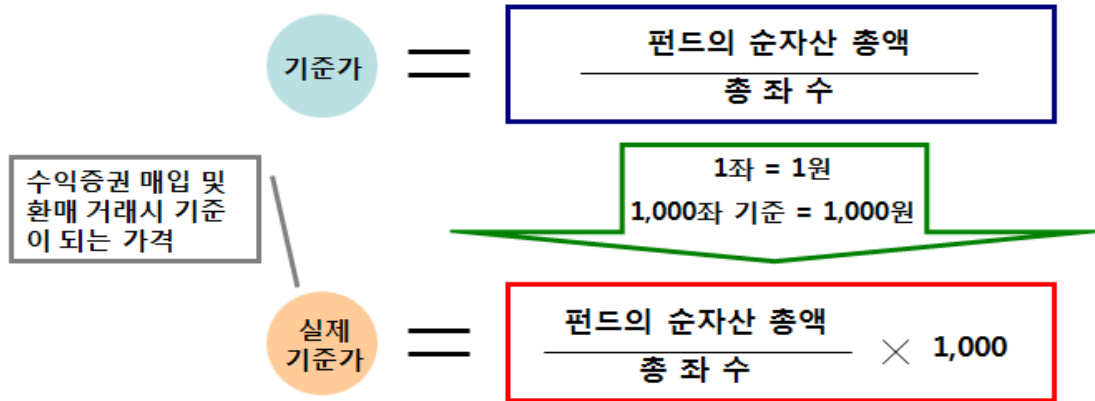 기준가
펀드의 순자산 총액
총 좌 수
수익증권 매입 및
환매 거래시 기준
이 되는 가격
1좌 = 1원
1,000좌 기준 = 1,000원
실제
기준가
펀드의 순자산 총액
총 좌 수
× 1,000